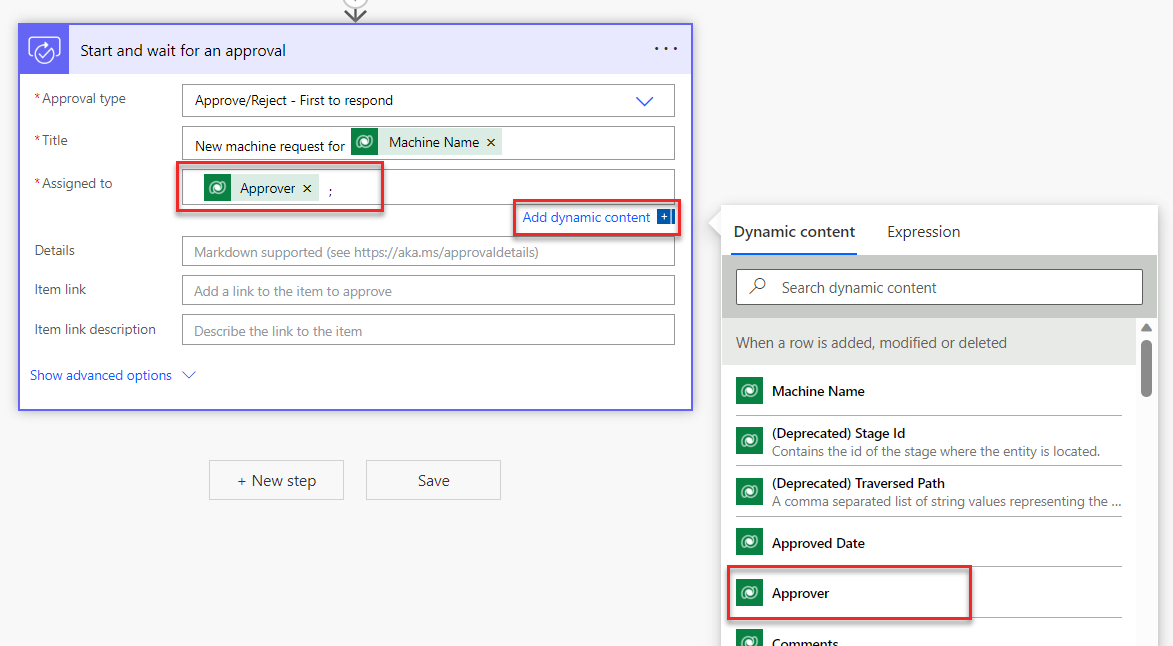 Start and wait for an approval
* Approval type
Approve/Reject - First to respond
* Title
New machine request for Machine Name ×
* Assigned to
Approver × ;
Add dynamic content +
Details
Markdown supported (see https://aka.ms/approvaldetails)
Item link
Add a link to the item to approve
Item link description
Describe the link to the item
Show advanced options
+ New step
Save
Dynamic content
Expression
Search dynamic content
When a row is added, modified or deleted
Machine Name
(Deprecated) Stage Id
Contains the id of the stage where the entity is located.
(Deprecated) Traversed Path
A comma separated list of string values representing the ...
Approved Date
Approver
Comments